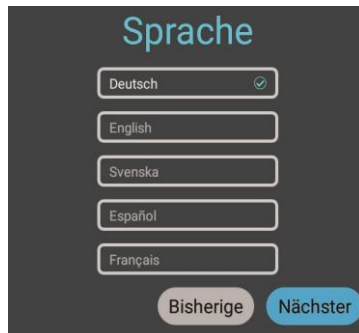 Sprache
Deutsch
English
Svenska
Español
Français
Bisherige Nächster